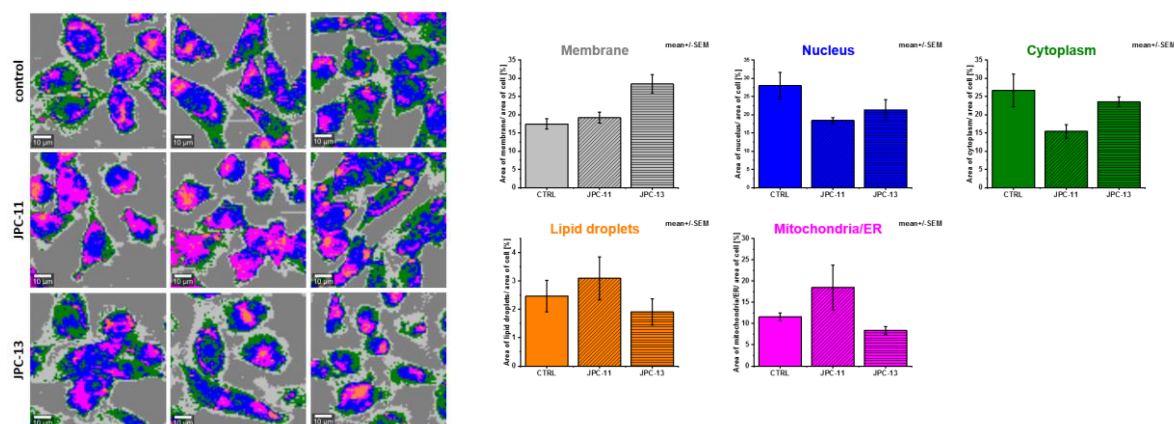 control
10 µm
10 µm
10 µm
JPC-11
10 µm
10 µm
10 µm
JPC-13
10 µm
10 µm
10 µm
Membrane
mean+/-SEM
Area of membrane/ area of cell [%]
35
30
25
20
15
10
5
0
CTRL JPC-11 JPC-13
Nucleus
mean+/-SEM
Area of nucelus/ area of cell [%]
35
30
25
20
15
10
5
0
CTRL JPC-11 JPC-13
Cytoplasm
mean+/-SEM
Area of cytoplasm/ area of cell [%]
35
30
25
20
15
10
5
0
CTRL JPC-11 JPC-13
Lipid droplets
mean+/-SEM
Area of lipid droplets/ area of cell [%]
4
2
0
CTRL JPC-11 JPC-13
Mitochondria/ER
mean+/-SEM
Area of mitochondria/ER/ area of cell [%]
30
25
20
15
10
5
0
CTRL JPC-11 JPC-13